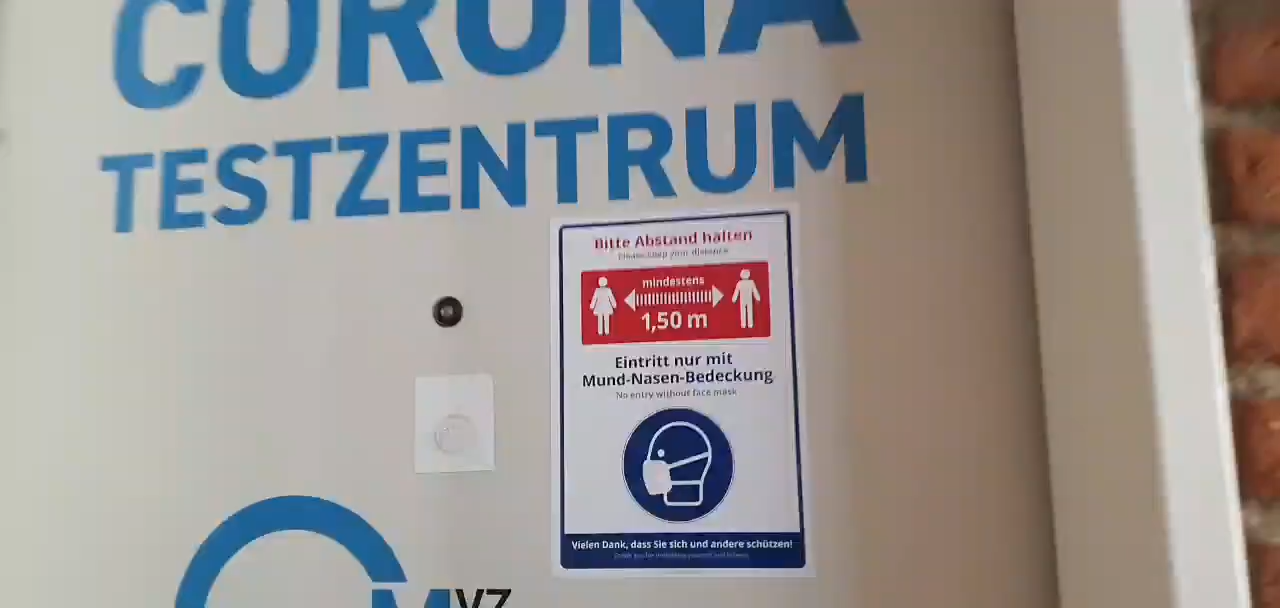 CORONA
TESTZENTRUM
Bitte Abstand halten
Please keep your distance
mindestens
1,50 m
Eintritt nur mit
Mund-Nasen-Bedeckung
No entry without face mask
Vielen Dank, dass Sie sich und andere schützen!
MVZ